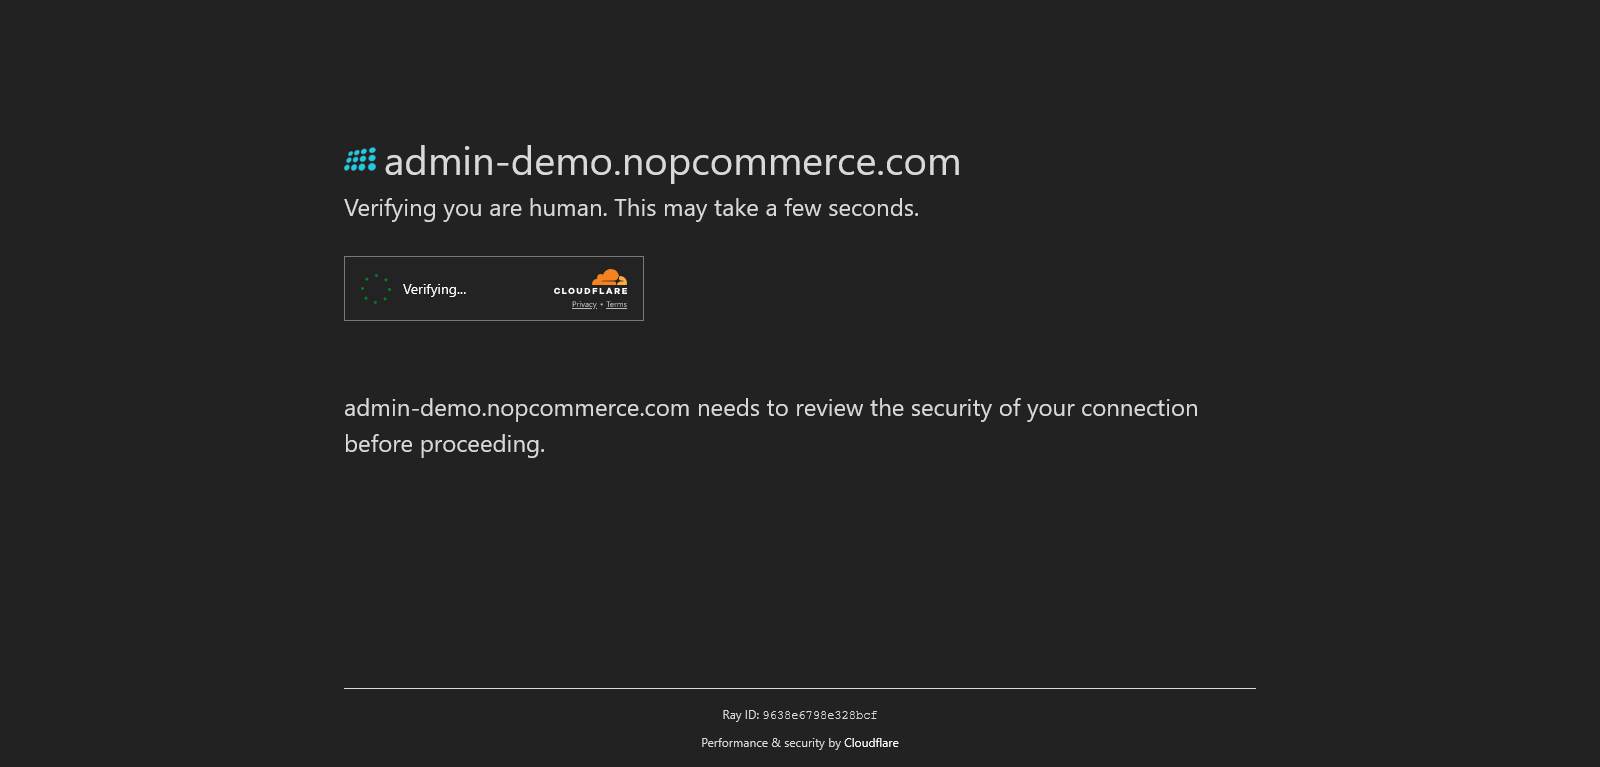 admin-demo.nopcommerce.com
Verifying you are human. This may take a few seconds.
Verifying...
CLOUDFLARE
Privacy • Terms
admin-demo.nopcommerce.com needs to review the security of your connection
before proceeding.
Ray ID: 9638e6798e328bcf
Performance & security by Cloudflare